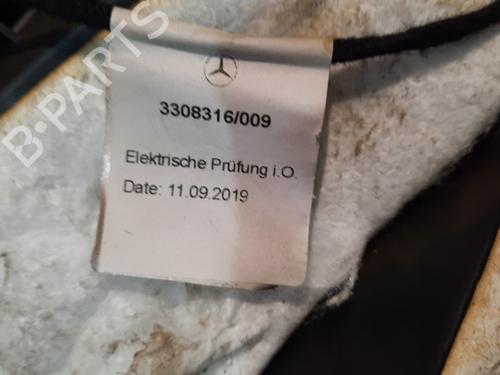 B-PARTS
3308316/009
Elektrische Prüfung i.O.
Date: 11.09.2019